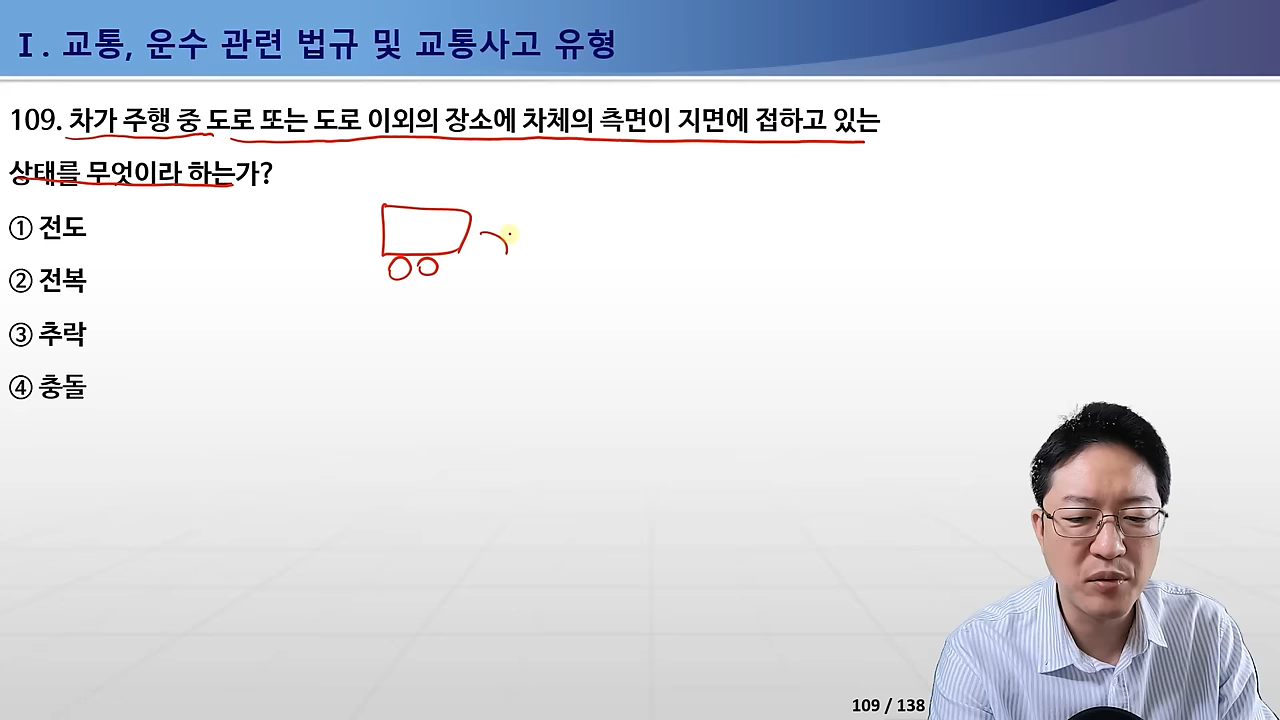 Ⅰ. 교통, 운수 관련 법규 및 교통사고 유형
109. 차가 주행 중 도로 또는 도로 이외의 장소에 차체의 측면이 지면에 접하고 있는
상태를 무엇이라 하는가?
① 전도
② 전복
③ 추락
④ 충돌
109 / 138